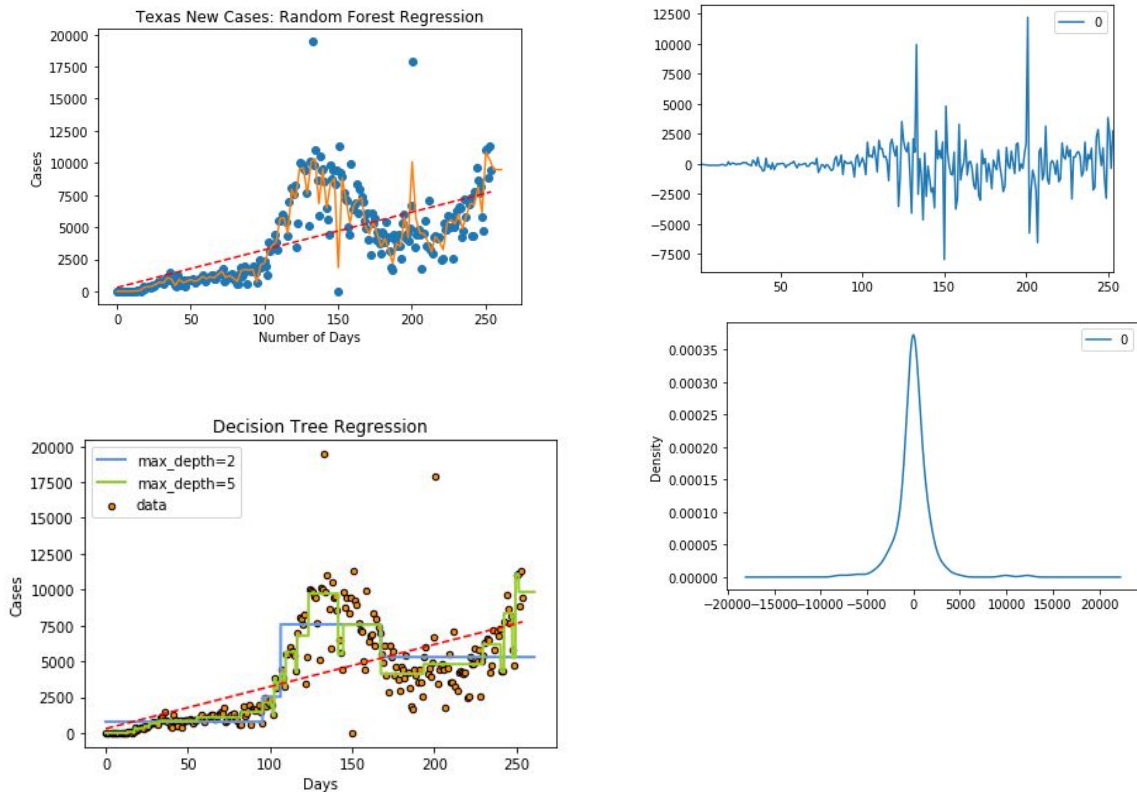 Texas New Cases: Random Forest Regression
20000
17500
15000
12500
10000
7500
5000
2500
0
Cases
0 50 100 150 200 250
Number of Days
0
12500
10000
7500
5000
2500
0
−2500
−5000
−7500
50 100 150 200 250
Decision Tree Regression
max_depth=2
max_depth=5
data
20000
17500
15000
12500
10000
7500
5000
2500
0
Cases
0 50 100 150 200 250
Days
0
0.00035
0.00030
0.00025
0.00020
0.00015
0.00010
0.00005
0.00000
Density
−20000 −15000 −10000 −5000 0 5000 10000 15000 20000